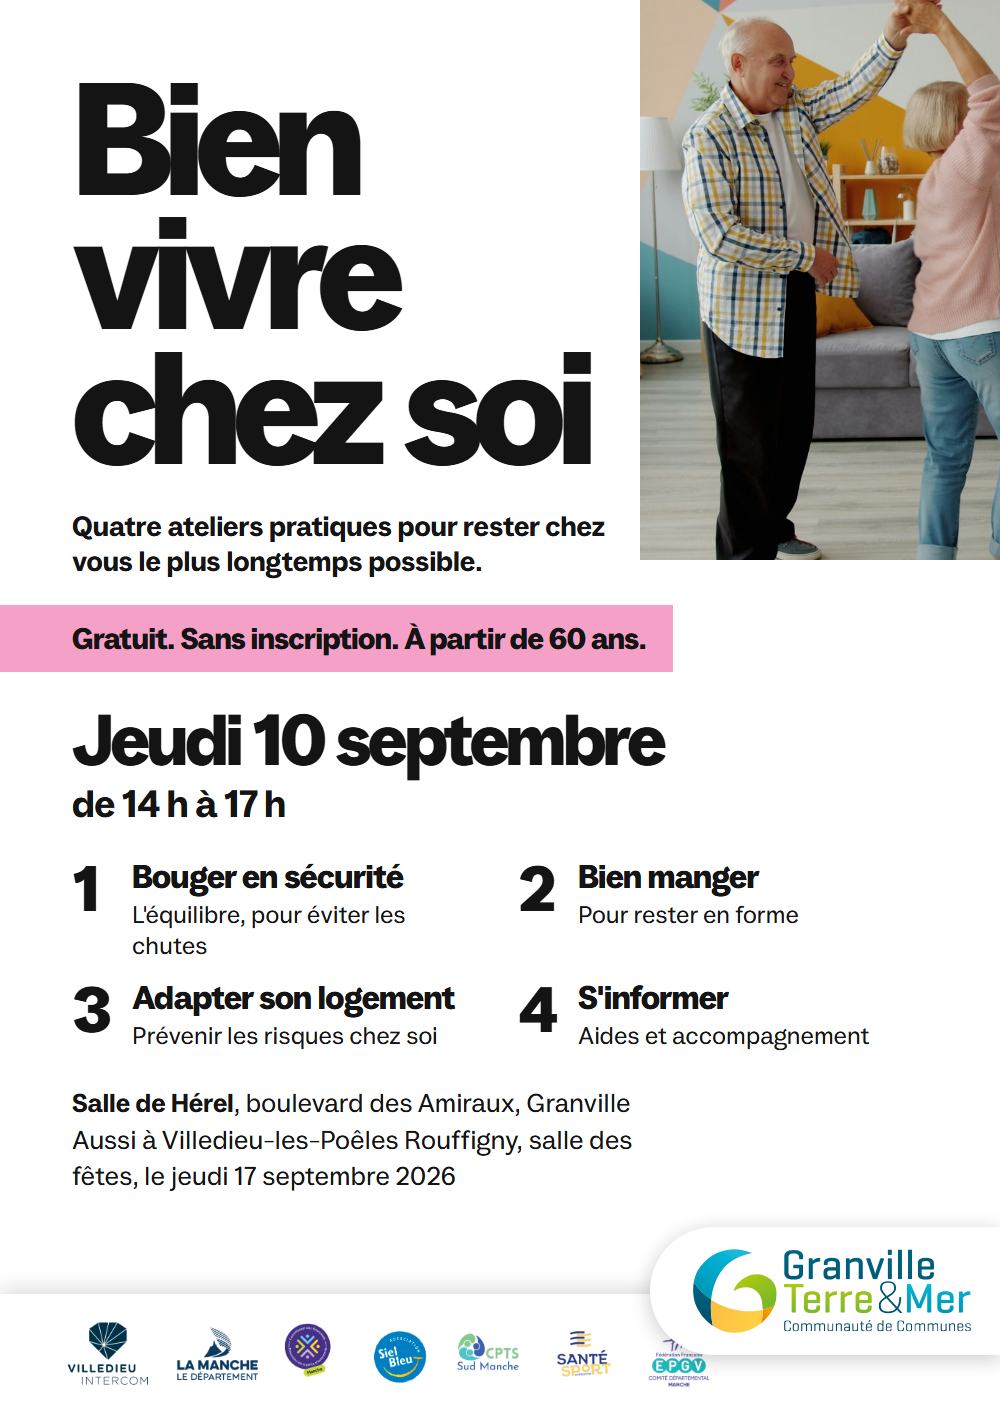 Bien
vivre
chez soi
Quatre ateliers pratiques pour rester chez
vous le plus longtemps possible.
Gratuit. Sans inscription. À partir de 60 ans.
Jeudi 10 septembre
de 14 h à 17 h
1 Bouger en sécurité
L'équilibre, pour éviter les
chutes
2 Bien manger
Pour rester en forme
3 Adapter son logement
Prévenir les risques chez soi
4 S'informer
Aides et accompagnement
Salle de Hérel, boulevard des Amiraux, Granville
Aussi à Villedieu-les-Poêles Rouffigny, salle des
fêtes, le jeudi 17 septembre 2026
Granville
Terre&Mer
Communauté de Communes
VILLEDIEU
INTERCOM
LA MANCHE
LE DÉPARTEMENT
Manche
ASSOCIATION
Siel
Bleu
CPTS
Sud Manche
SANTÉ
SPORT
Fédération Française
EPGV
COMITÉ DÉPARTEMENTAL
MANCHE